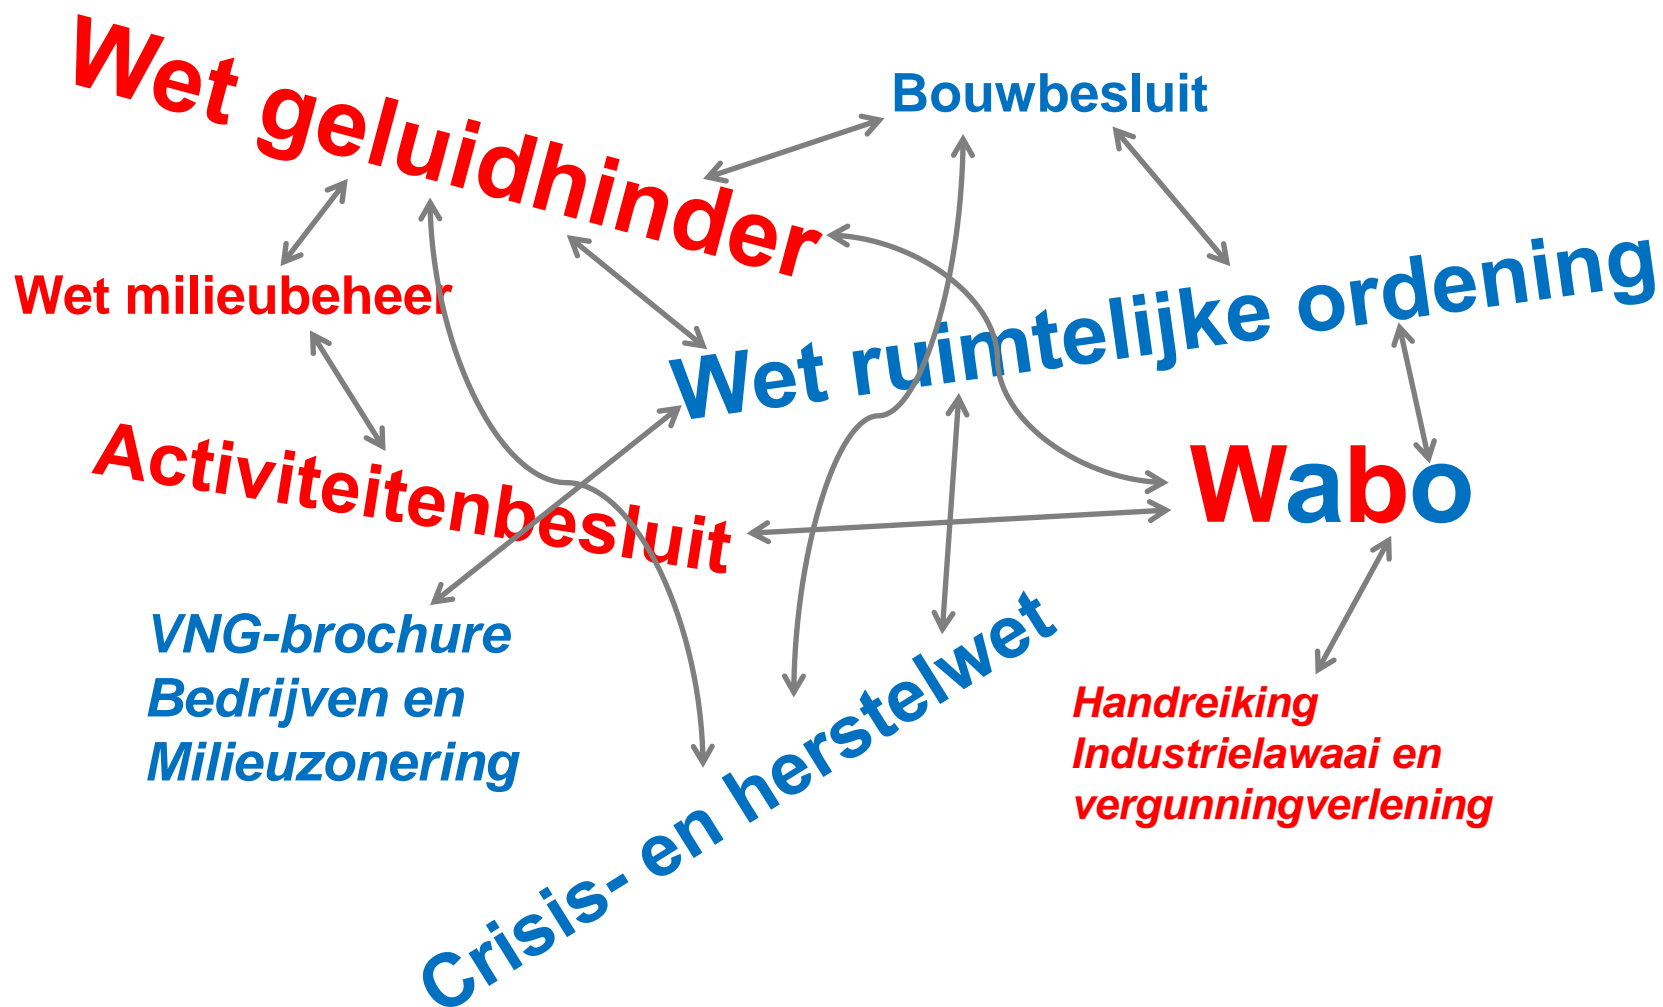 Wet geluidhinder
Bouwbesluit
Wet milieubeheer
Wet ruimtelijke ordening
Activiteitenbesluit
Wabo
VNG-brochure
Bedrijven en
Milieuzonering
Crisis- en herstelwet
Handreiking
Industrielawaai en
vergunningverlening